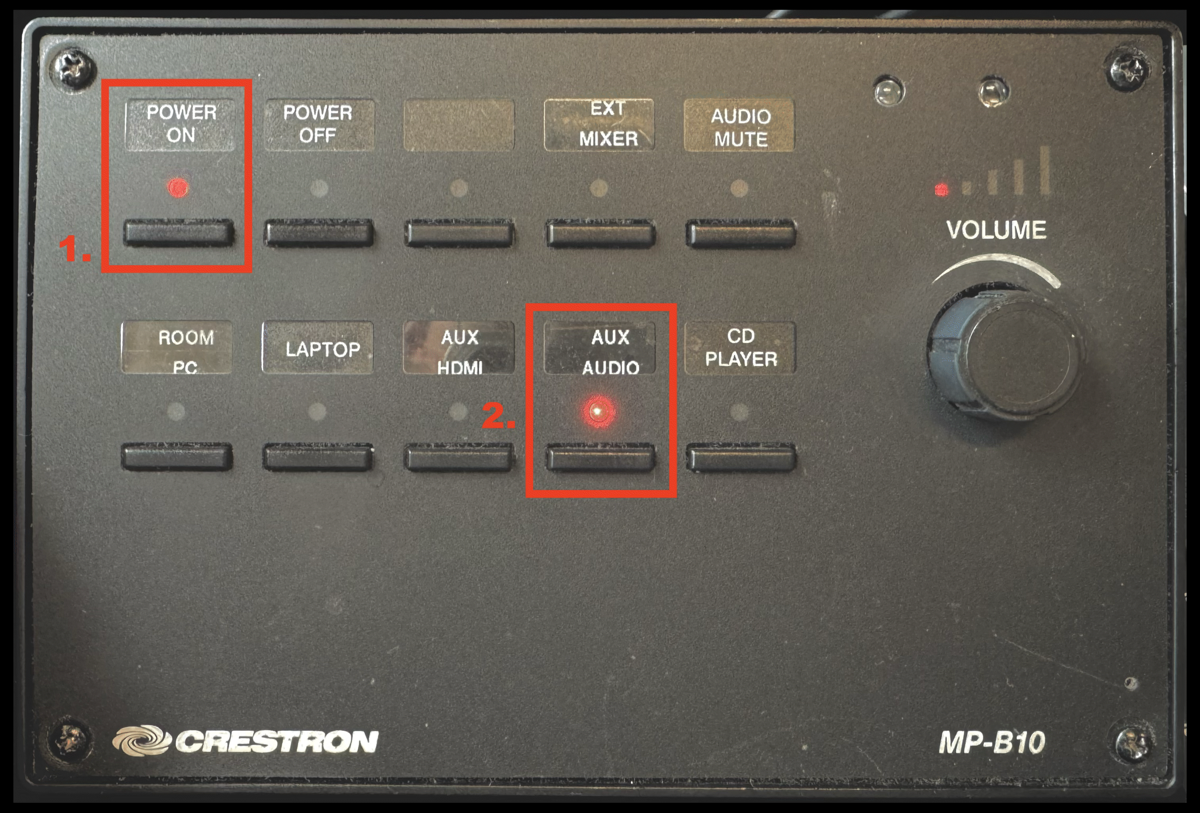 POWER
ON
POWER
OFF
EXT
MIXER
AUDIO
MUTE
VOLUME
1.
ROOM
PC
LAPTOP
AUX
HDMI
AUX
AUDIO
CD
PLAYER
2.
CRESTRON
MP-B10